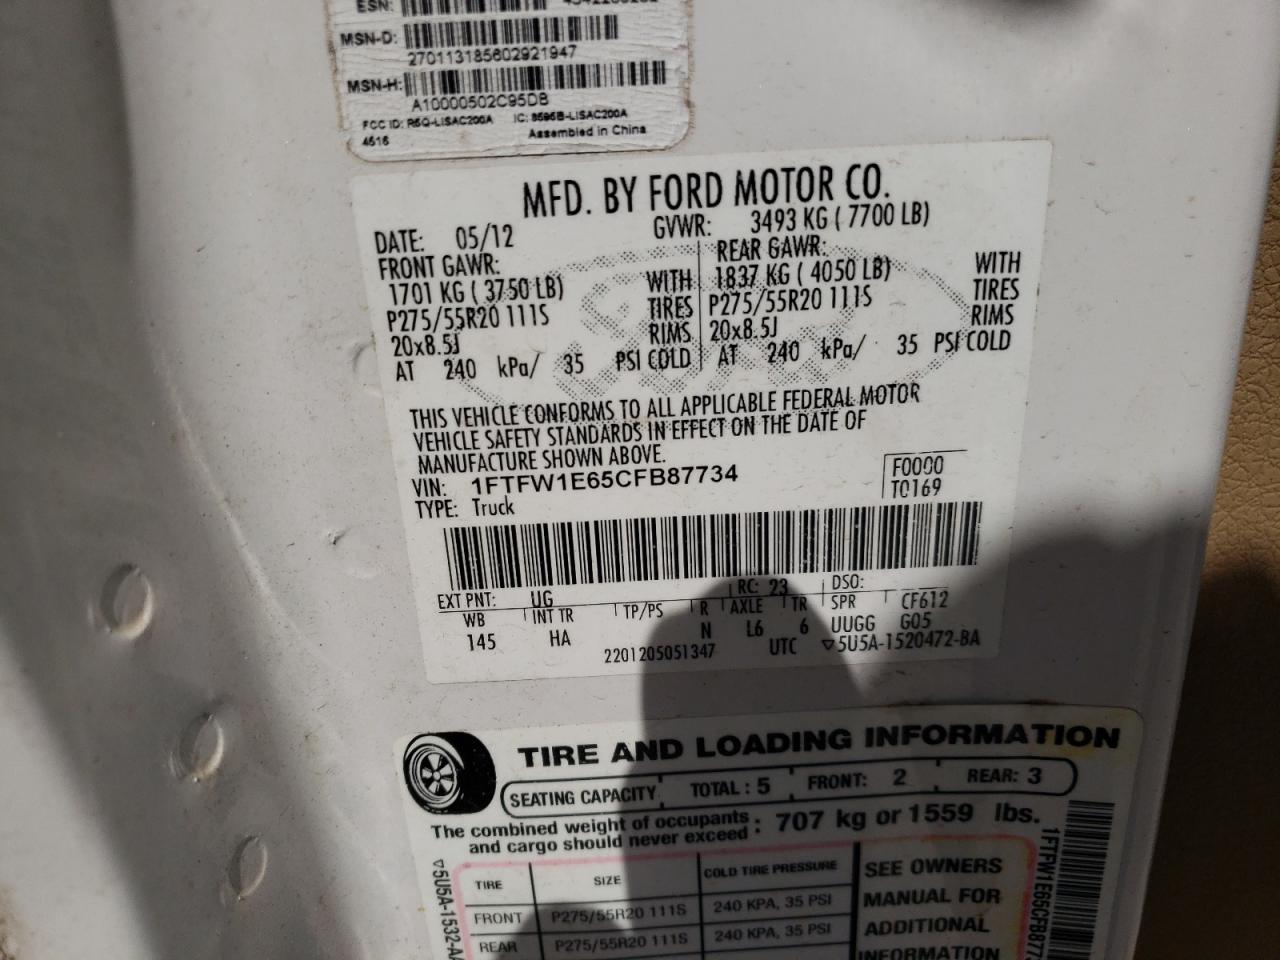 ESN:
MSN-D:
270113185602921947
MSN-H:
A10000502C95DB
FCC ID: R5Q-LISAC200A IC: 8595B-LISAC200A
4516 Assembled in China
MFD. BY FORD MOTOR CO.
DATE: 05/12 GVWR: 3493 KG ( 7700 LB)
FRONT GAWR: REAR GAWR:
1701 KG ( 3750 LB) WITH 1837 KG ( 4050 LB) WITH
P275/55R20 111S TIRES P275/55R20 111S TIRES
20x8.5J RIMS 20x8.5J RIMS
AT 240 kPa/ 35 PSI COLD AT 240 kPa/ 35 PSI COLD
THIS VEHICLE CONFORMS TO ALL APPLICABLE FEDERAL MOTOR
VEHICLE SAFETY STANDARDS IN EFFECT ON THE DATE OF
MANUFACTURE SHOWN ABOVE.
VIN: 1FTFW1E65CFB87734 F0000
TYPE: Truck T0169
EXT PNT: UG RC: 23 DSO:
WB INT TR TP/PS R AXLE TR SPR CF612
145 HA N L6 6 UUGG G05
2201205051347 UTC ▽5U5A-1520472-BA
TIRE AND LOADING INFORMATION
SEATING CAPACITY TOTAL : 5 FRONT: 2 REAR: 3
The combined weight of occupants and cargo should never exceed : 707 kg or 1559 lbs.
TIRE SIZE COLD TIRE PRESSURE SEE OWNERS
FRONT P275/55R20 111S 240 KPA, 35 PSI MANUAL FOR
REAR P275/55R20 111S 240 KPA, 35 PSI ADDITIONAL
INFORMATION
▽5U5A-1532-AA
1FTFW1E65CFB877